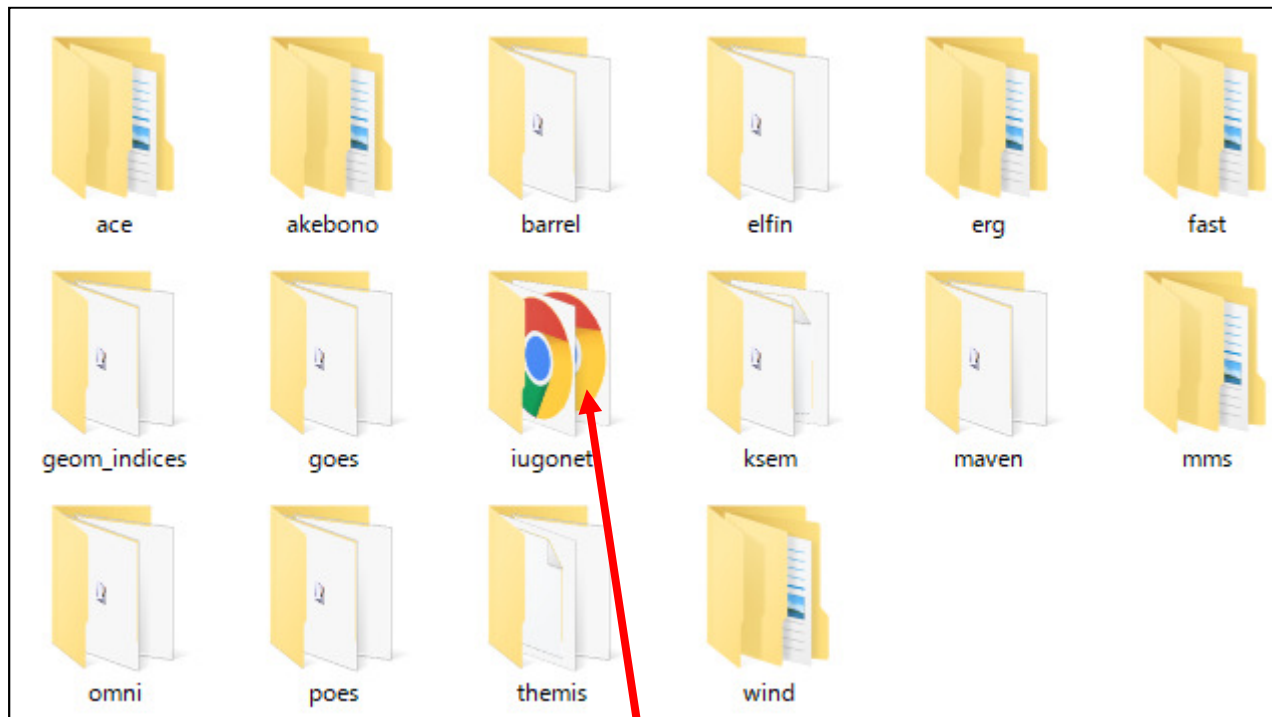 ace akebono barrel elfin erg fast
geom_indices goes iugonet ksem maven mms
omni poes themis wind